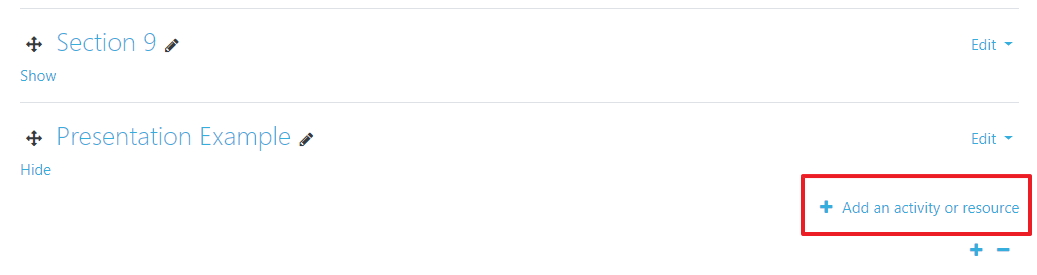 Section 9
Edit
Show
Presentation Example
Edit
Hide
Add an activity or resource